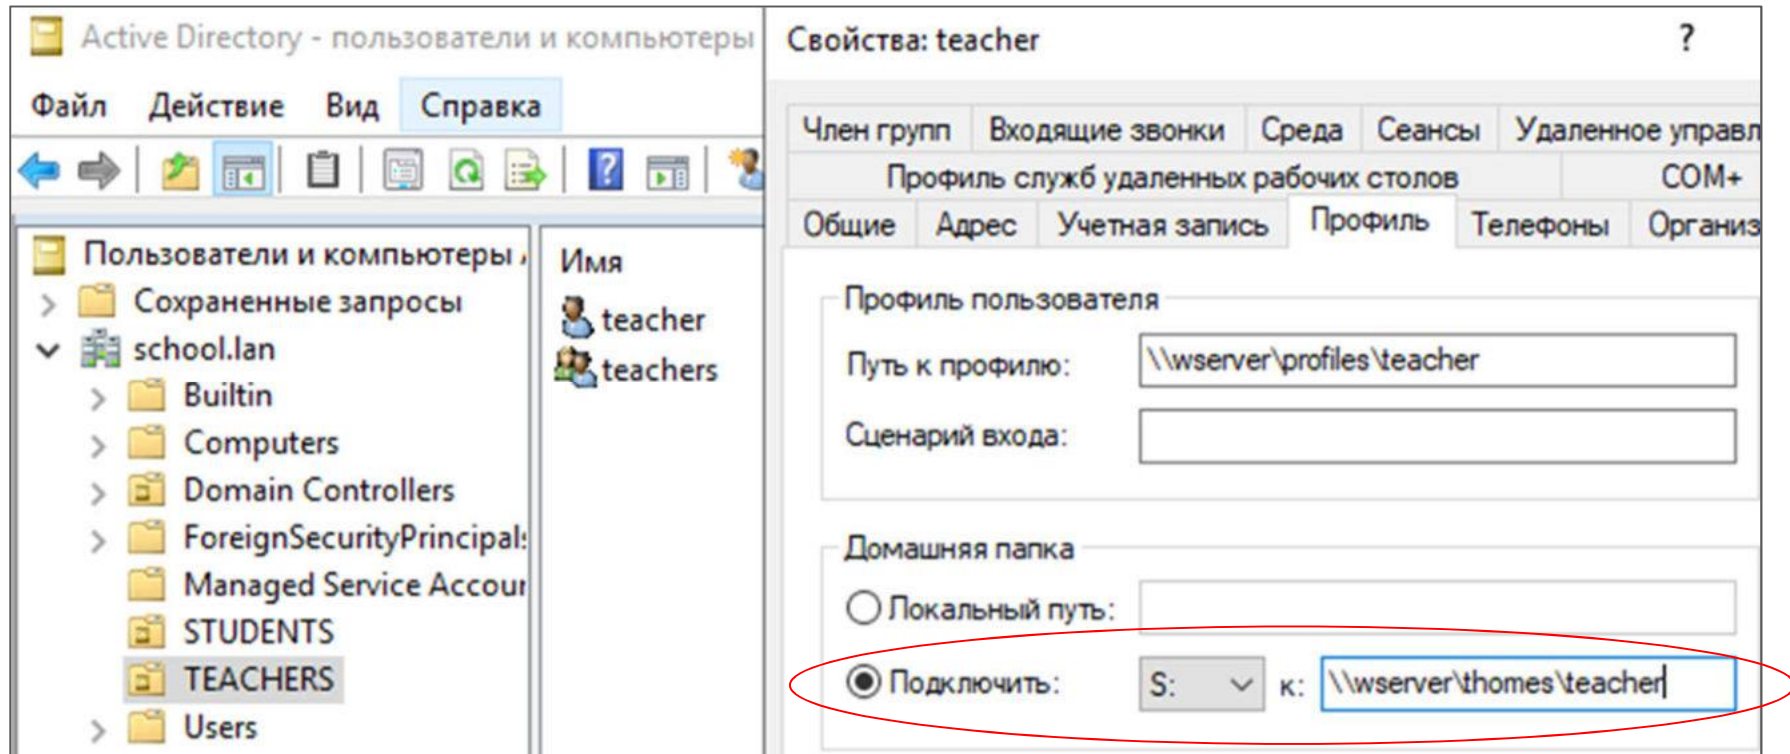 Active Directory - пользователи и компьютеры
Файл Действие Вид Справка
Пользователи и компьютеры
Сохраненные запросы
school.lan
Builtin
Computers
Domain Controllers
ForeignSecurityPrincipals
Managed Service Accour
STUDENTS
TEACHERS
Users
Имя
teacher
teachers
Свойства: teacher ?
Член групп Входящие звонки Среда Сеансы Удаленное управл
Профиль служб удаленных рабочих столов COM+
Общие Адрес Учетная запись Профиль Телефоны Организ
Профиль пользователя
Путь к профилю: \\wserver\profiles\teacher
Сценарий входа:
Домашняя папка
Локальный путь:
Подключить: S: к: \\wserver\thomes\teacher